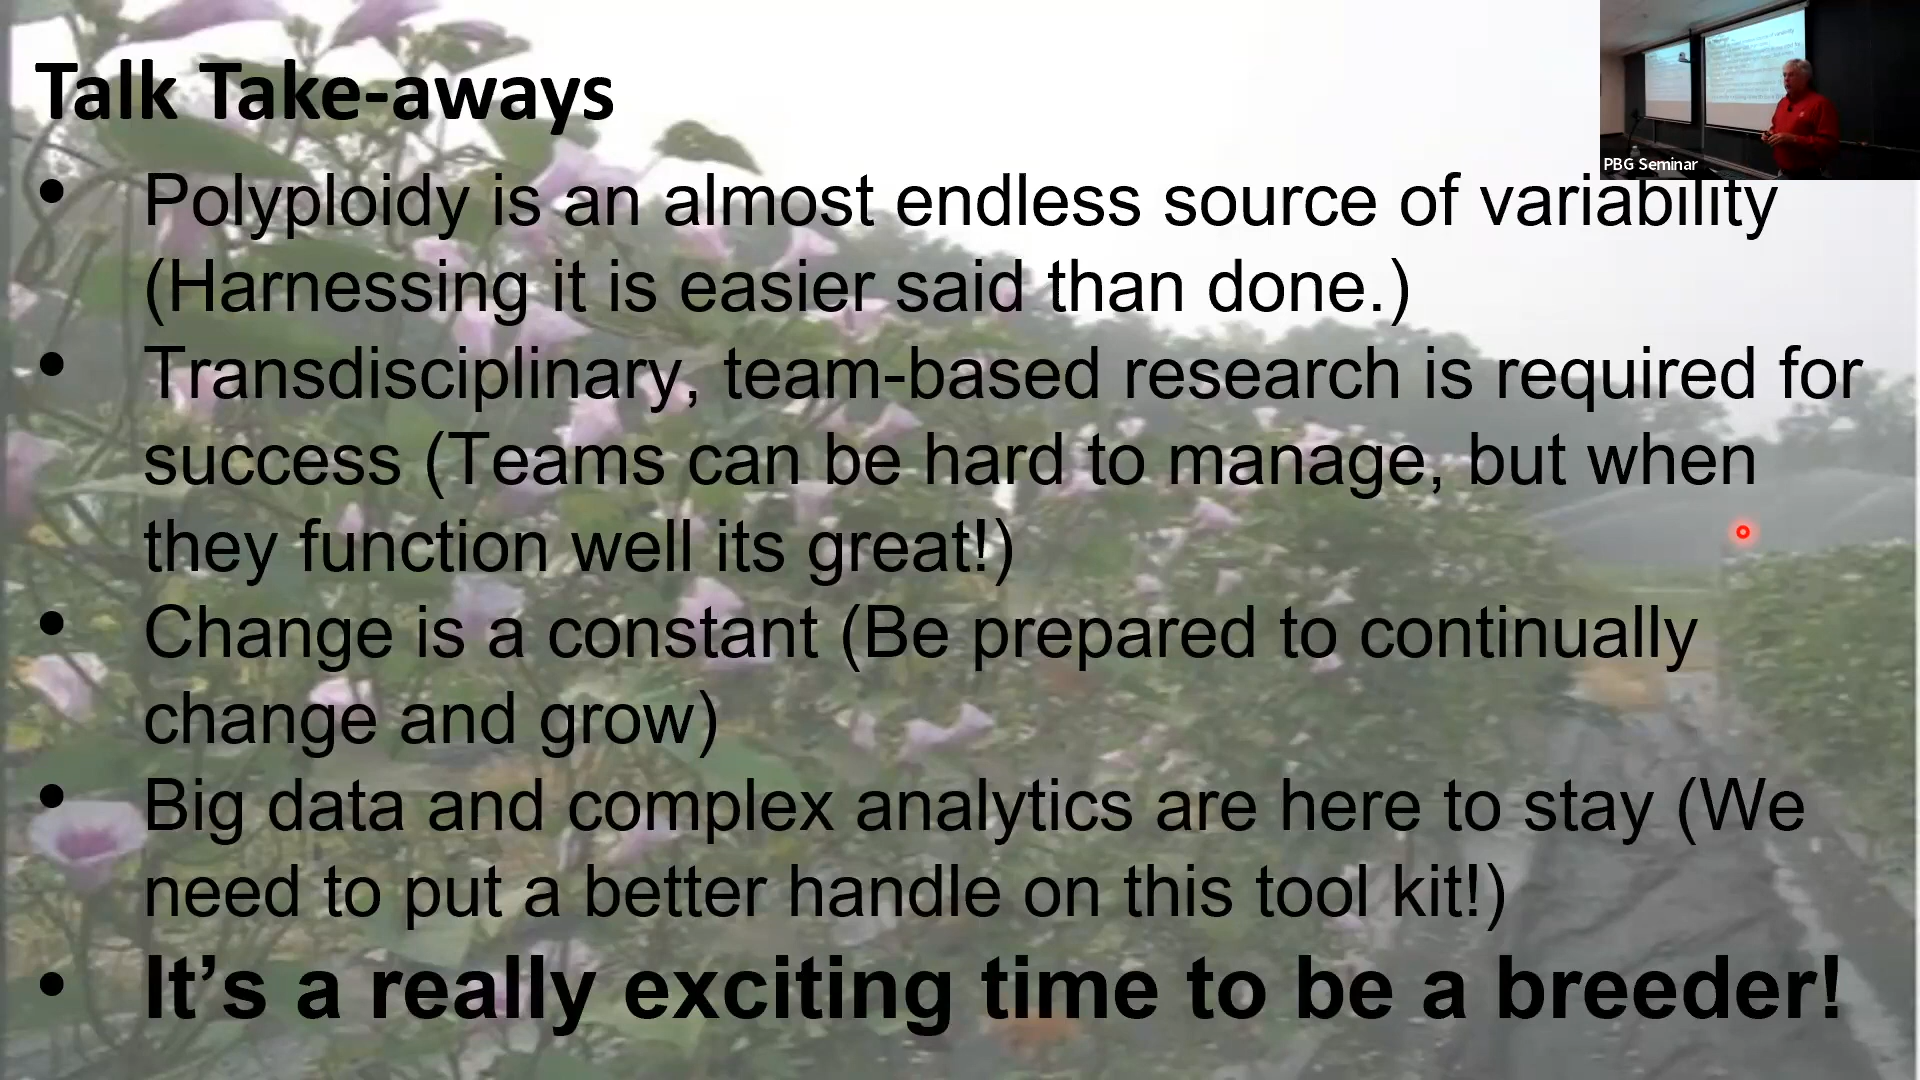 Talk Take-aways
PBG Seminar
• Polyploidy is an almost endless source of variability
(Harnessing it is easier said than done.)
• Transdisciplinary, team-based research is required for
success (Teams can be hard to manage, but when
they function well its great!)
• Change is a constant (Be prepared to continually
change and grow)
• Big data and complex analytics are here to stay (We
need to put a better handle on this tool kit!)
• It’s a really exciting time to be a breeder!